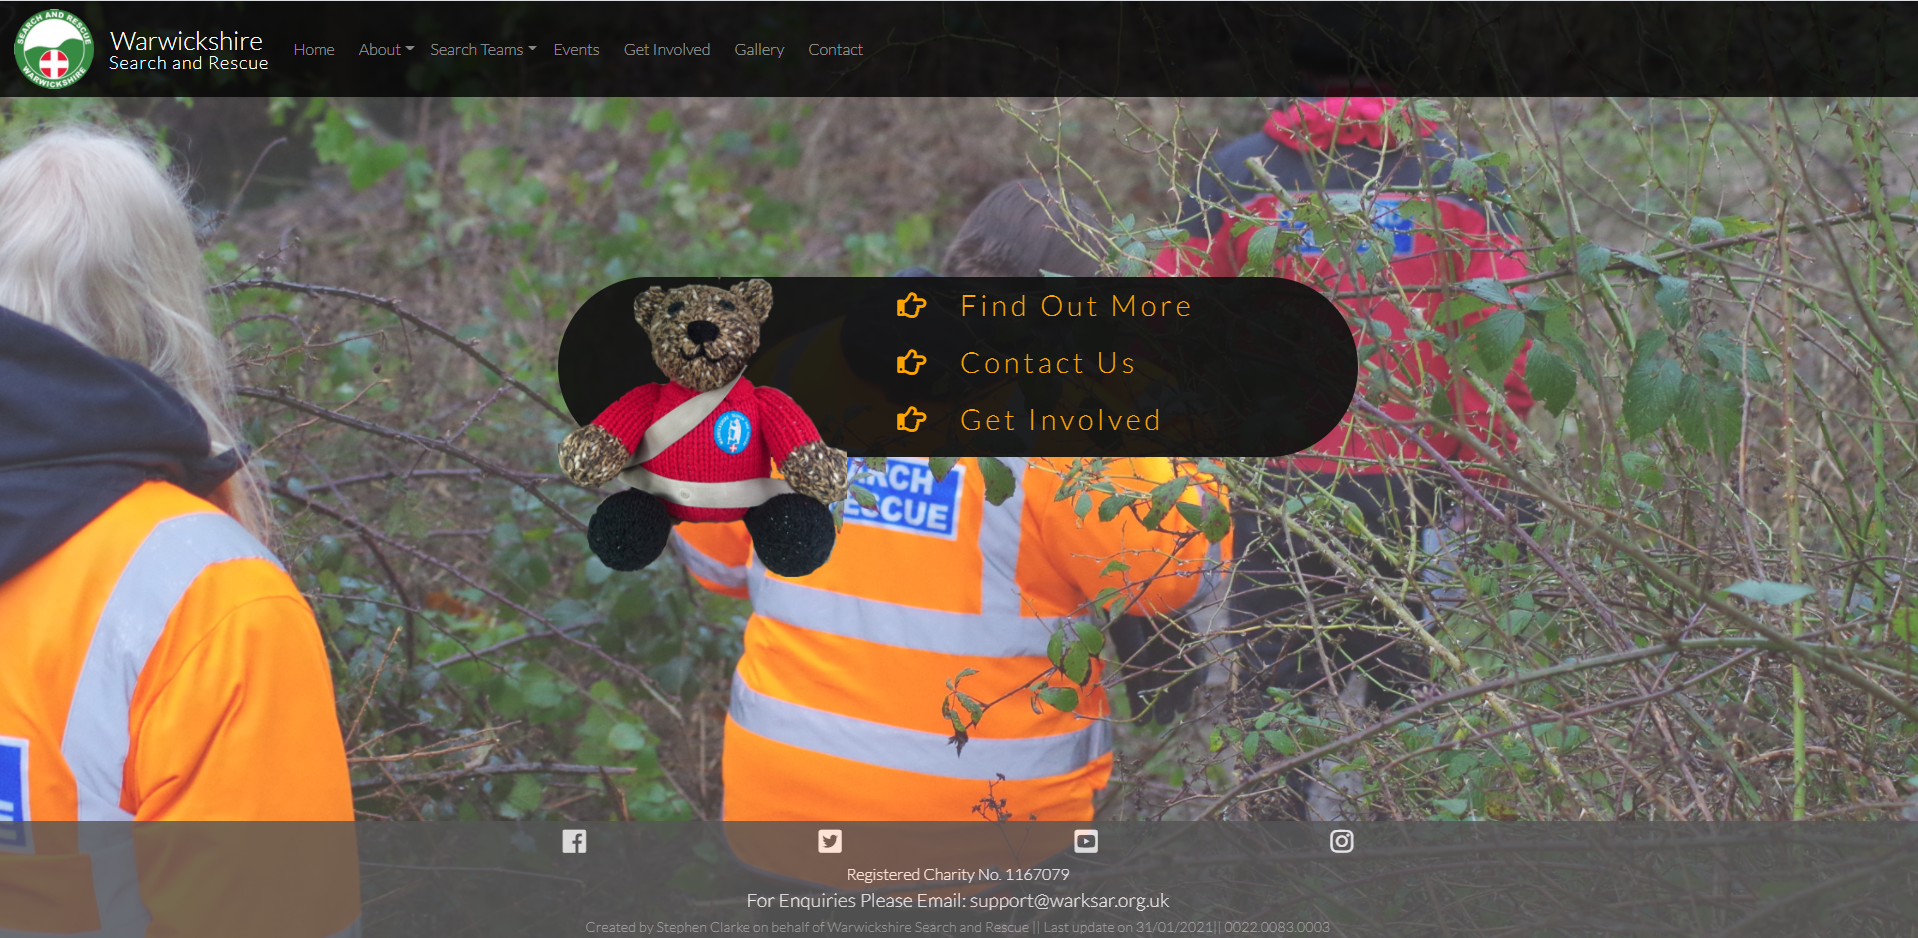 SEARCH AND RESCUE
WARWICKSHIRE
Warwickshire
Search and Rescue
Home
About
Search Teams
Events
Get Involved
Gallery
Contact
Find Out More
Contact Us
Get Involved
RCH
ESCUE
Registered Charity No. 1167079
For Enquiries Please Email: support@warksar.org.uk
Created by Stephen Clarke on behalf of Warwickshire Search and Rescue || Last update on 31/01/2021|| 0022.0083.0003